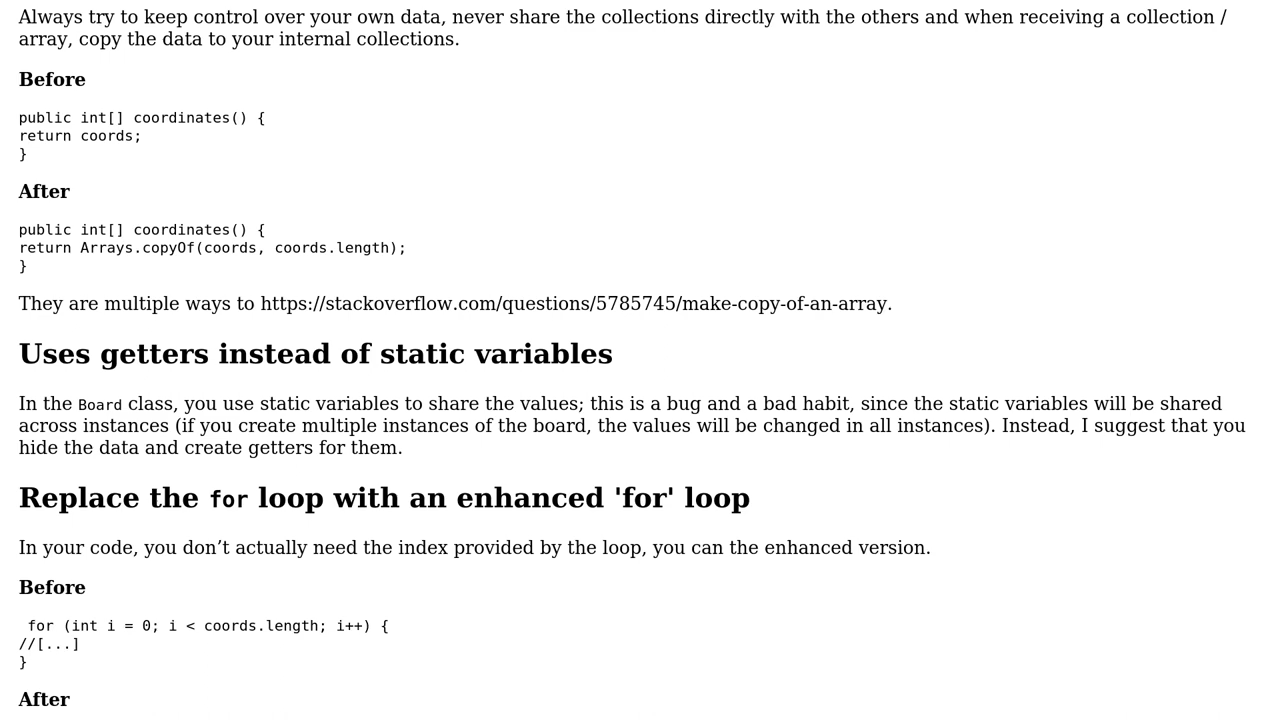 Always try to keep control over your own data, never share the collections directly with the others and when receiving a collection /
array, copy the data to your internal collections.
Before
public int[] coordinates() {
return coords;
}
After
public int[] coordinates() {
return Arrays.copyOf(coords, coords.length);
}
They are multiple ways to https://stackoverflow.com/questions/5785745/make-copy-of-an-array.
Uses getters instead of static variables
In the Board class, you use static variables to share the values; this is a bug and a bad habit, since the static variables will be shared
across instances (if you create multiple instances of the board, the values will be changed in all instances). Instead, I suggest that you
hide the data and create getters for them.
Replace the for loop with an enhanced 'for' loop
In your code, you don’t actually need the index provided by the loop, you can the enhanced version.
Before
for (int i = 0; i < coords.length; i++) {
//[...]
}
After